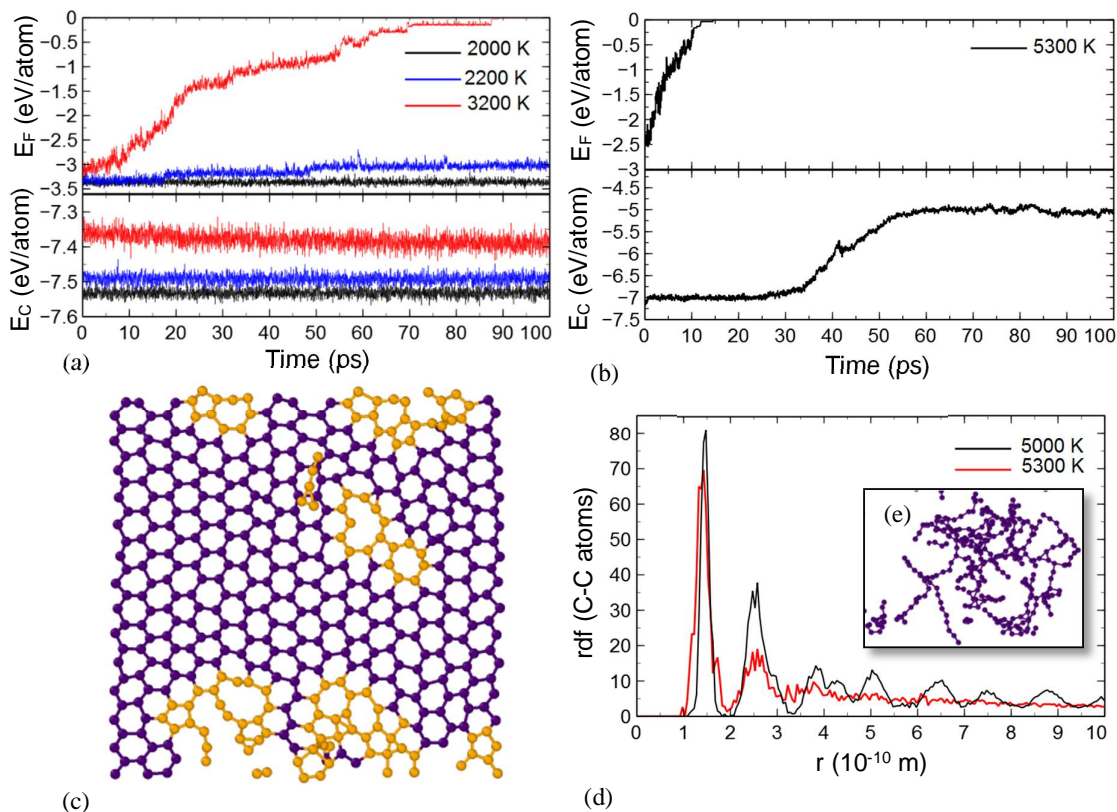 0
-0.5
-1
-1.5
-2
-2.5
-3
-3.5
E_F (eV/atom)
2000 K
2200 K
3200 K
-7.3
-7.4
-7.5
-7.6
E_C (eV/atom)
0 10 20 30 40 50 60 70 80 90 100
Time (ps)
(a)
0
-0.5
-1
-1.5
-2
-2.5
-3
E_F (eV/atom)
5300 K
-4.5
-5
-5.5
-6
-6.5
-7
-7.5
E_C (eV/atom)
0 10 20 30 40 50 60 70 80 90 100
Time (ps)
(b)
(c)
80
70
60
50
40
30
20
10
0
rdf (C-C atoms)
5000 K
5300 K
(e)
0 1 2 3 4 5 6 7 8 9 10
r (10⁻¹⁰ m)
(d)